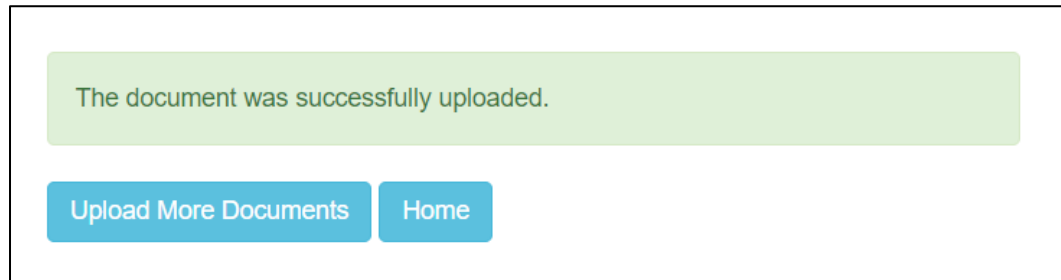 The document was successfully uploaded.
Upload More Documents Home